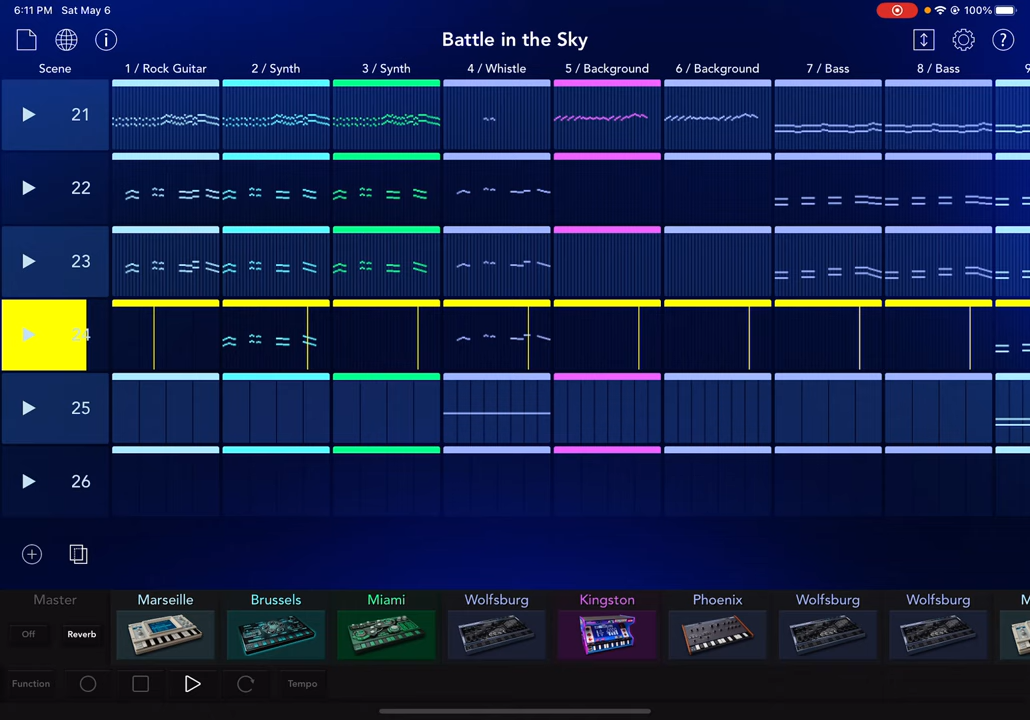 6:11 PM Sat May 6 100%
Battle in the Sky
Scene 1 / Rock Guitar 2 / Synth 3 / Synth 4 / Whistle 5 / Background 6 / Background 7 / Bass 8 / Bass 9
21
22
23
24
25
26
Master Marseille Brussels Miami Wolfsburg Kingston Phoenix Wolfsburg Wolfsburg M
Off Reverb
Function Tempo